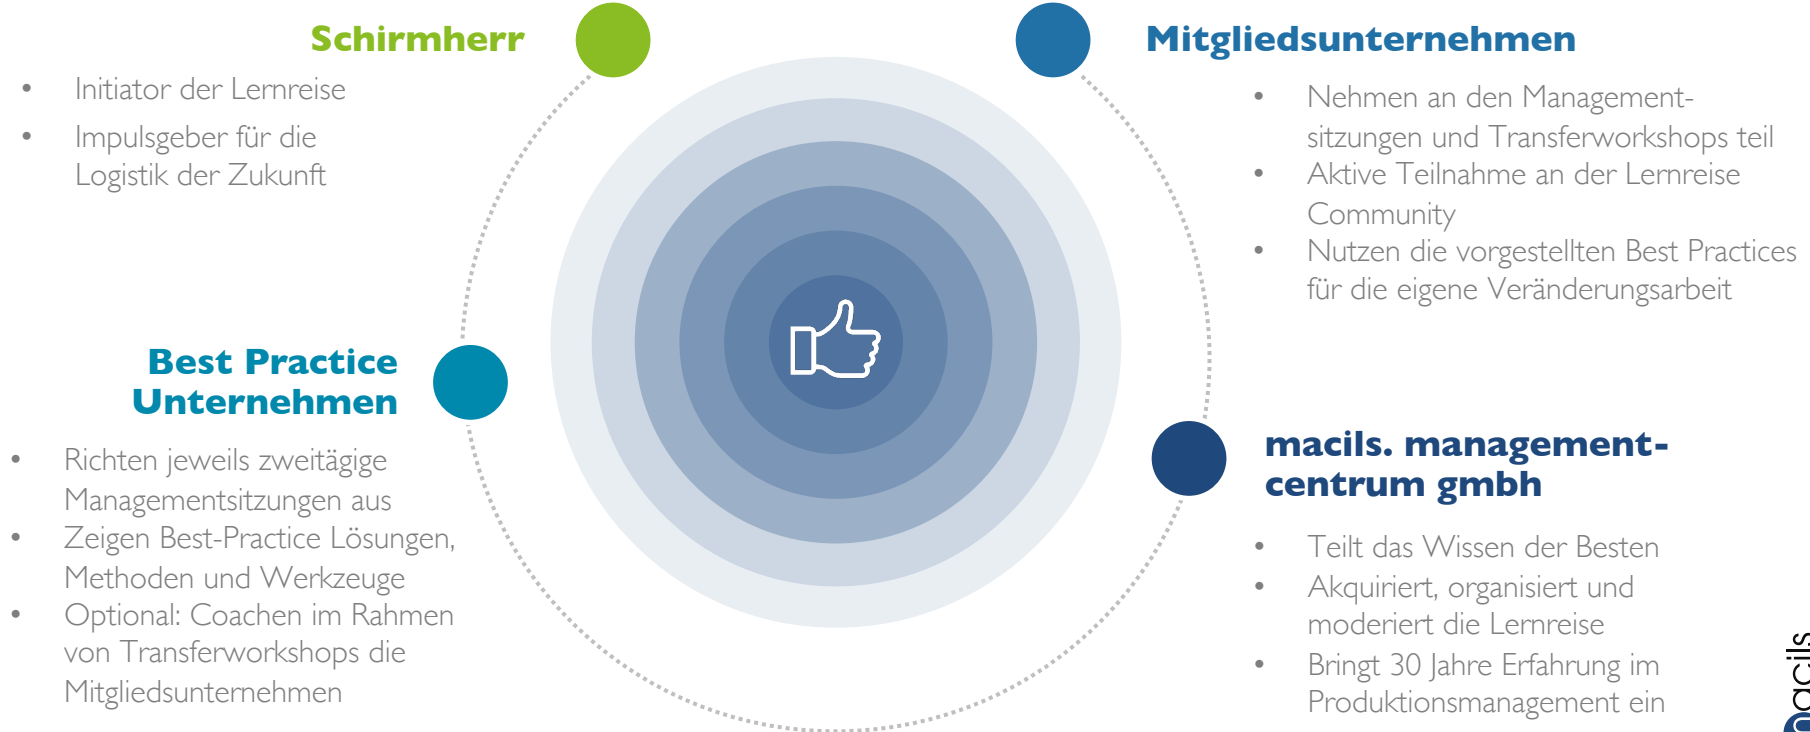 Schirmherr
• Initiator der Lernreise
• Impulsgeber für die
Logistik der Zukunft
Mitgliedsunternehmen
• Nehmen an den Management-
sitzungen und Transferworkshops teil
• Aktive Teilnahme an der Lernreise
Community
• Nutzen die vorgestellten Best Practices
für die eigene Veränderungsarbeit
Best Practice
Unternehmen
• Richten jeweils zweitägige
Managementsitzungen aus
• Zeigen Best-Practice Lösungen,
Methoden und Werkzeuge
• Optional: Coachen im Rahmen
von Transferworkshops die
Mitgliedsunternehmen
macils. management-
centrum gmbh
• Teilt das Wissen der Besten
• Akquiriert, organisiert und
moderiert die Lernreise
• Bringt 30 Jahre Erfahrung im
Produktionsmanagement ein
macils